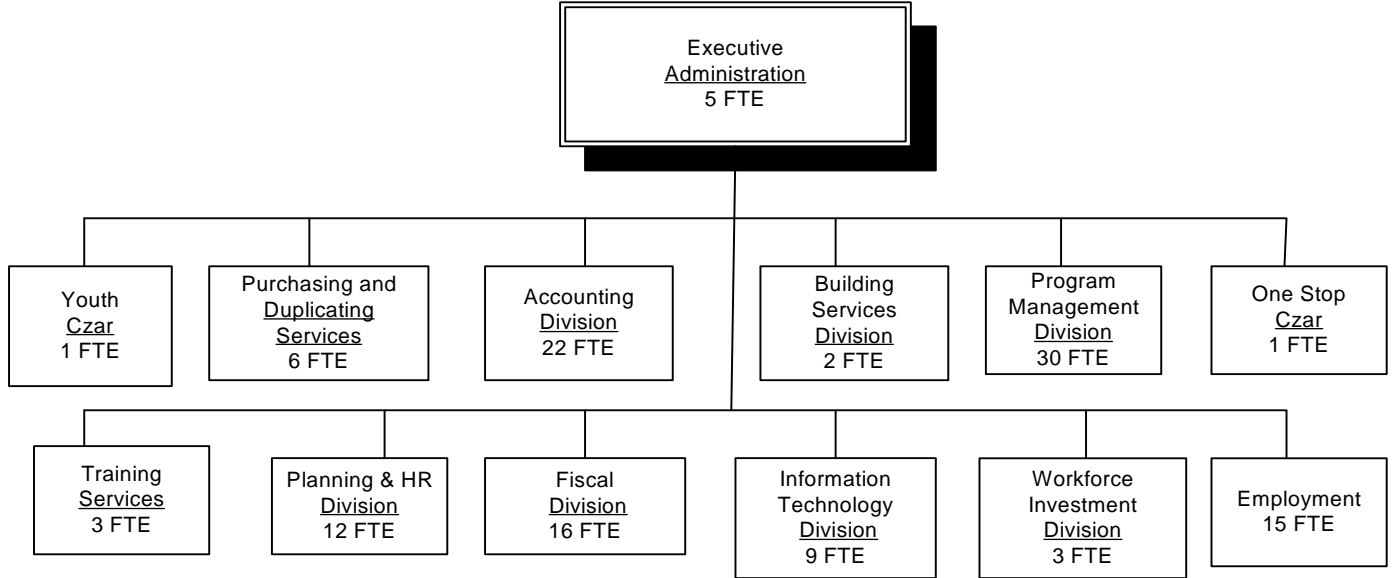 Executive
Administration
5 FTE
Youth
Czar
1 FTE
Purchasing and
Duplicating
Services
6 FTE
Accounting
Division
22 FTE
Building
Services
Division
2 FTE
Program
Management
Division
30 FTE
One Stop
Czar
1 FTE
Training
Services
3 FTE
Planning & HR
Division
12 FTE
Fiscal
Division
16 FTE
Information
Technology
Division
9 FTE
Workforce
Investment
Division
3 FTE
Employment
15 FTE